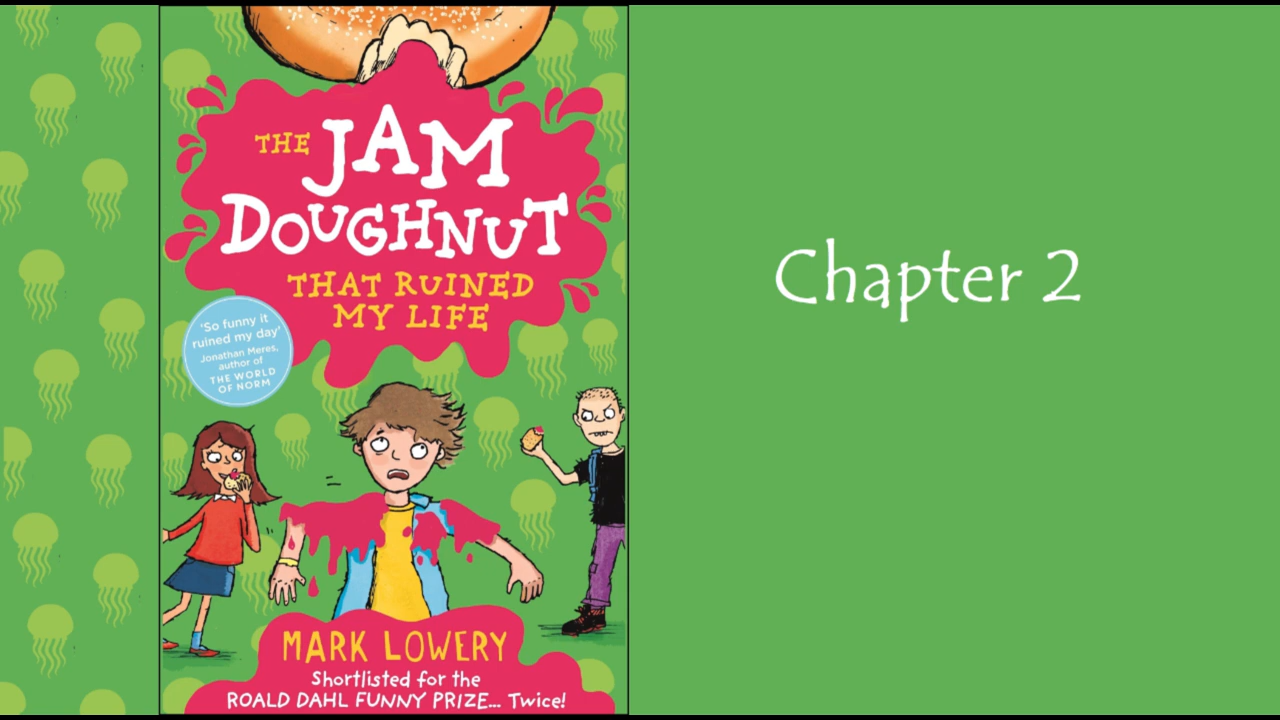 THE JAM
DOUGHNUT
THAT RUINED
MY LIFE
'So funny it
ruined my day'
Jonathan Meres,
author of
THE WORLD
OF NORM
MARK LOWERY
Shortlisted for the
ROALD DAHL FUNNY PRIZE... Twice!
Chapter 2